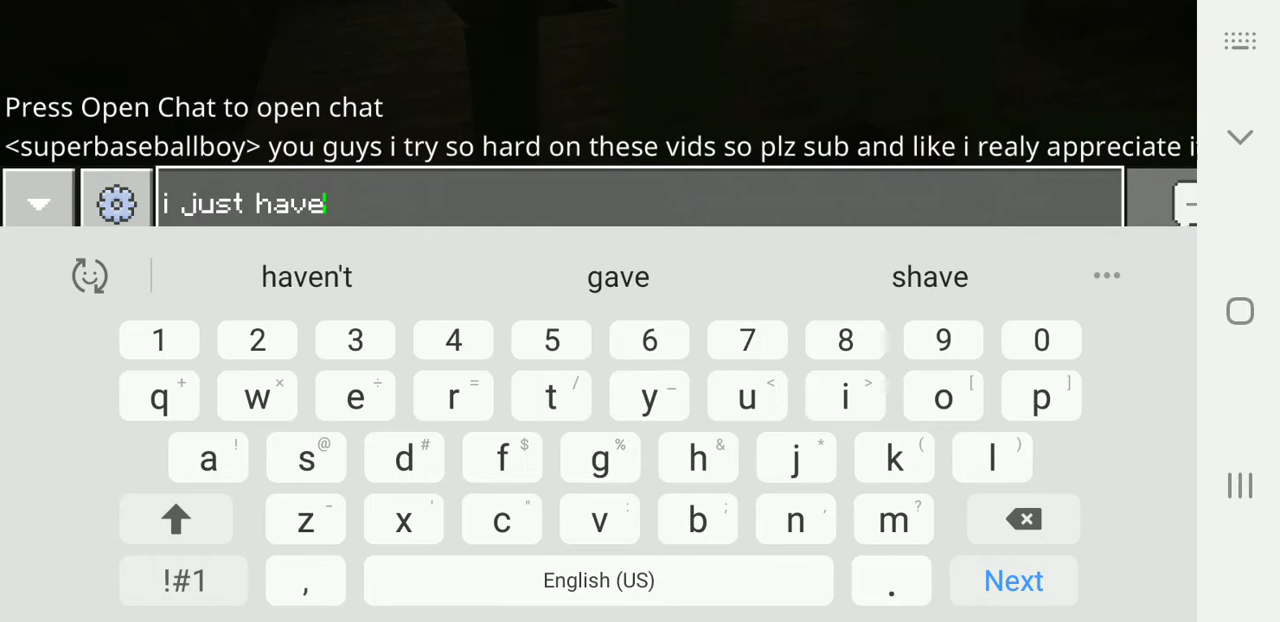 Press Open Chat to open chat
<superbaseballboy> you guys i try so hard on these vids so plz sub and like i realy appreciate
i just have
haven't gave shave
1 2 3 4 5 6 7 8 9 0
q + w × e ÷ r = t / y _ u < i > o [ p ]
a ! s @ d # f $ g % h & j * k ( l )
z - x ' c " v : b ; n , m ?
!#1 , English (US) . Next